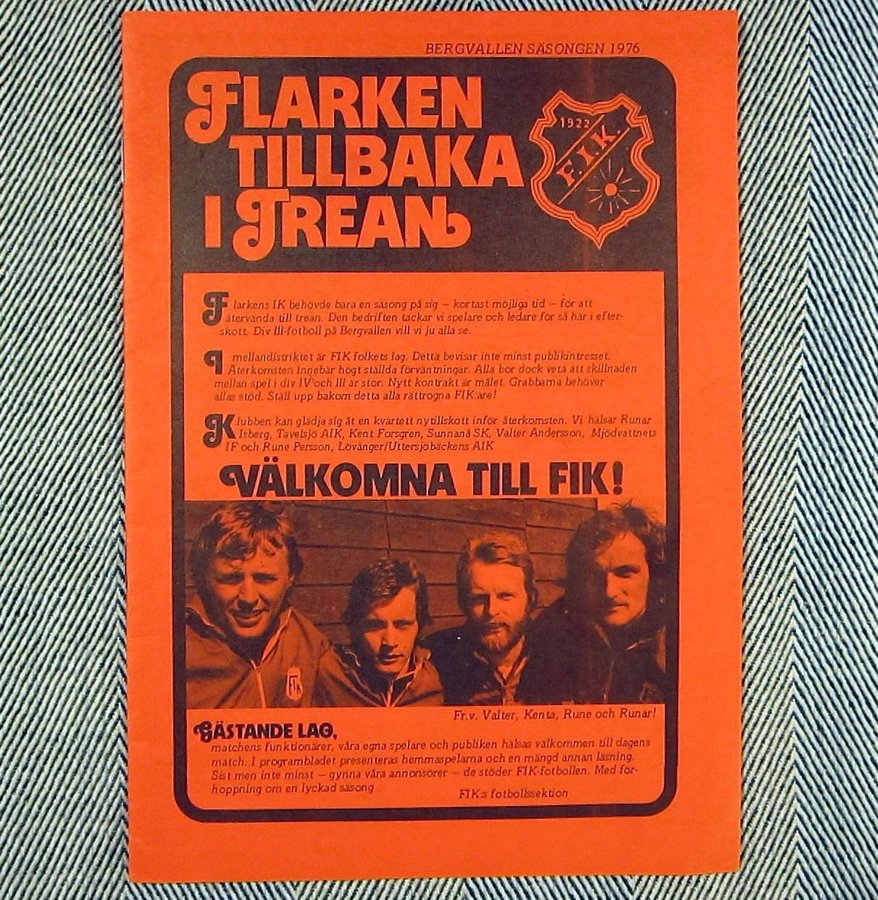 BERGVALLEN SÄSONGEN 1976
FLARKEN
TILLBAKA
I TREAN
1922
F.I.K.
Flarkens IK behövde bara en säsong på sig — kortast möjliga tid — för att
återvända till trean. Den bedriften tackar vi spelare och ledare för så här i efter-
skott. Div III-fotboll på Bergvallen vill vi ju alla se.
I mellandistriktet är FIK folkets lag. Detta bevisar inte minst publikintresset.
Återkomsten innebär högt ställda förväntningar. Alla bör dock veta att skillnaden
mellan spel i div IV och III är stor. Nytt kontrakt är målet. Grabbarna behöver
allas stöd. Ställ upp bakom detta alla rättrogna FIK:are!
Klubben kan glädja sig åt en kvartett nytillskott inför återkomsten. Vi hälsar Runar
Isberg, Tavelsjö AIK, Kent Forsgren, Sunnanå SK, Valter Andersson, Mjödvattnets
IF och Rune Persson, Lövånger/Uttersjöbäckens AIK
VÄLKOMNA TILL FIK!
FIK
Fr.v. Valter, Kenta, Rune och Runar!
GÄSTANDE LAG,
matchens funktionärer, våra egna spelare och publiken hälsas välkommen till dagens
match. I programbladet presenteras hemmaspelarna och en mängd annan läsning.
Sist men inte minst — gynna våra annonsörer — de stöder FIK-fotbollen. Med för-
hoppning om en lyckad säsong
FIK:s fotbollssektion